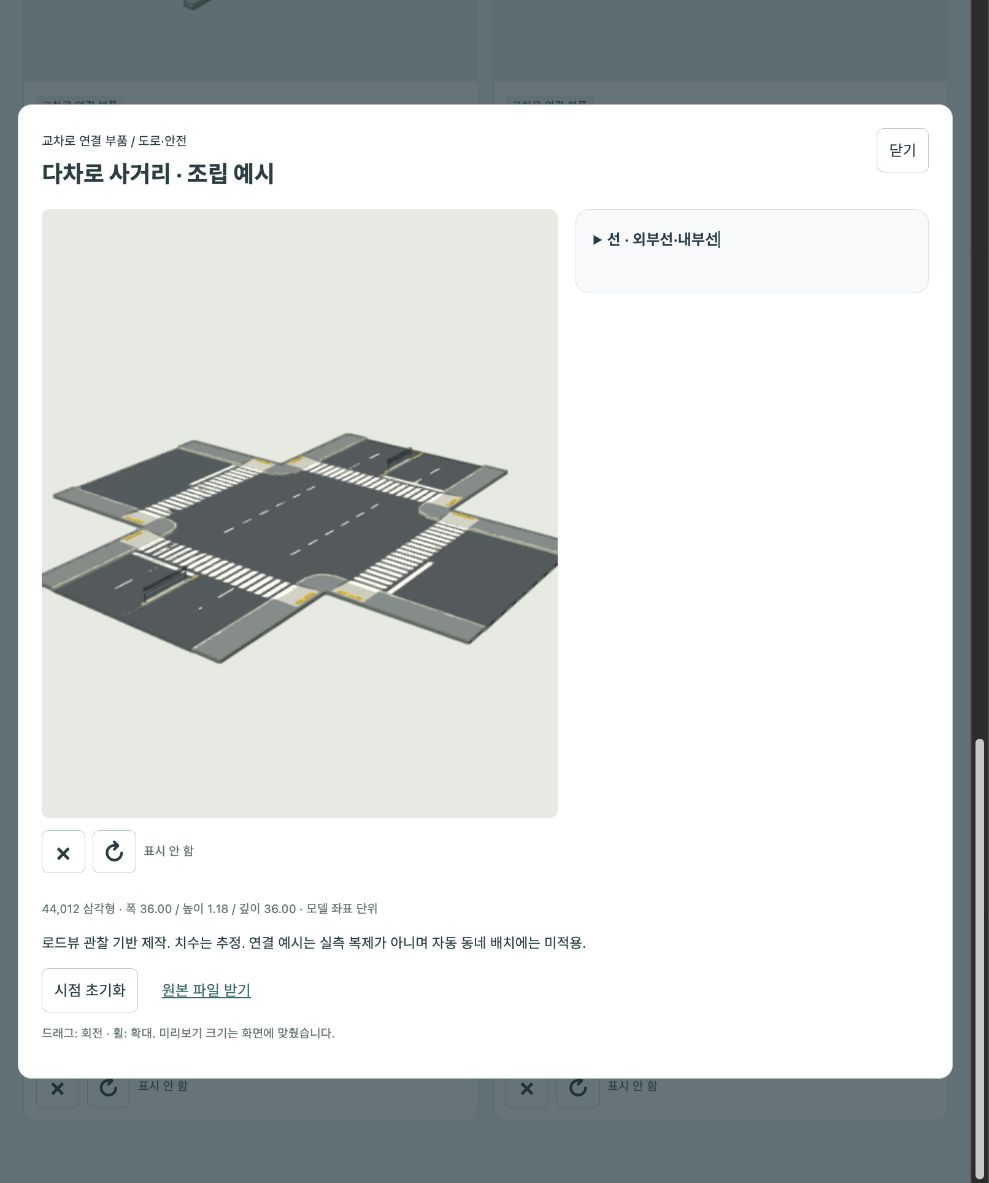 교차로 연결 부품 / 도로·안전
다차로 사거리 · 조립 예시
닫기
▶ 선 · 외부선·내부선
표시 안 함
44,012 삼각형 · 폭 36.00 / 높이 1.18 / 깊이 36.00 · 모델 좌표 단위
로드뷰 관찰 기반 제작. 치수는 추정. 연결 예시는 실측 복제가 아니며 자동 동네 배치에는 미적용.
시점 초기화
원본 파일 받기
드래그: 회전 · 휠: 확대. 미리보기 크기는 화면에 맞췄습니다.
표시 안 함
표시 안 함